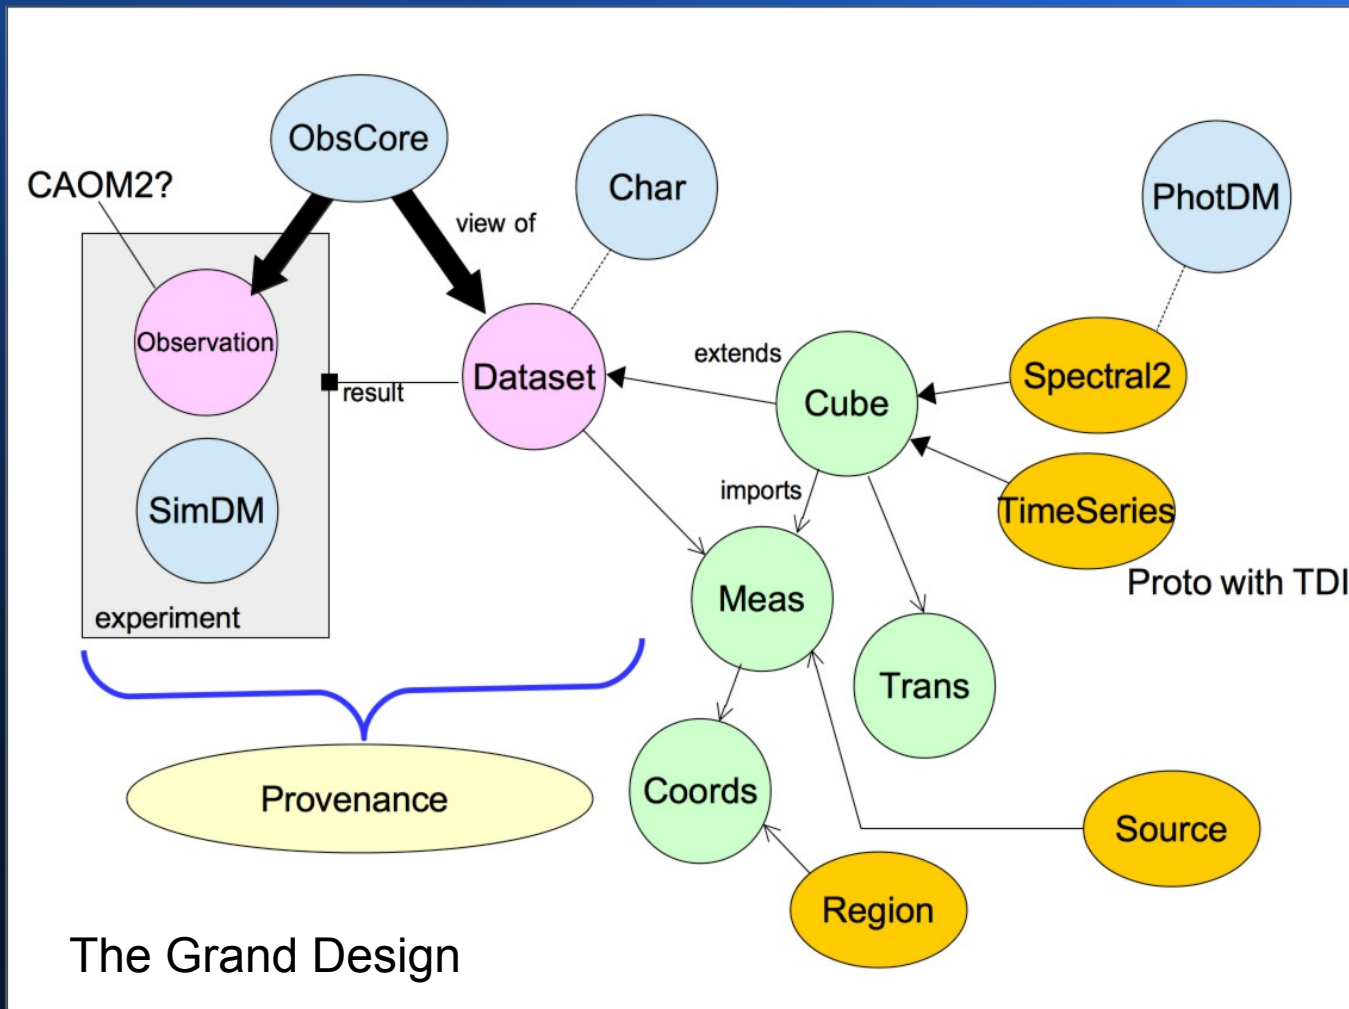 ObsCore
Char
PhotDM
CAOM2?
view of
Observation
Dataset
extends
Cube
Spectral2
result
imports
SimDM
TimeSeries
Proto with TDI
experiment
Meas
Trans
Coords
Provenance
Source
Region
The Grand Design